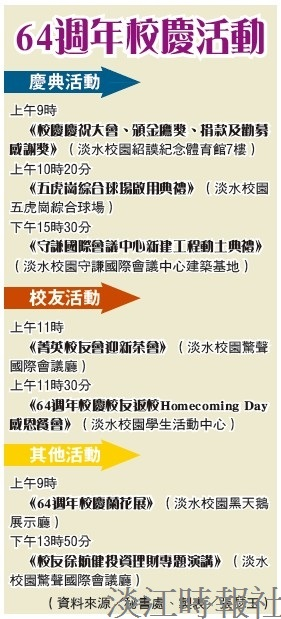 64週年校慶活動
慶典活動
上午9時
《校慶慶祝大會、頒金鷹獎、捐款及勸募
感謝獎》（淡水校園紹謨紀念體育館7樓）
上午10時20分
《五虎崗綜合球場啟用典禮》（淡水校園
五虎崗綜合球場）
下午15時30分
《守謙國際會議中心新建工程動土典禮》
（淡水校園守謙國際會議中心建築基地）
校友活動
上午11時
《菁英校友會迎新茶會》（淡水校園驚聲
國際會議廳）
上午11時30分
《64週年校慶校友返校Homecoming Day
感恩餐會》（淡水校園學生活動中心）
其他活動
上午9時
《64週年校慶蘭花展》（淡水校園黑天鵝
展示廳）
下午13時50分
《校友徐航健投資理財專題演講》（淡水
校園驚聲國際會議廳）
（資料來源／秘書處、製表／張瑟玉）
淡江時報社